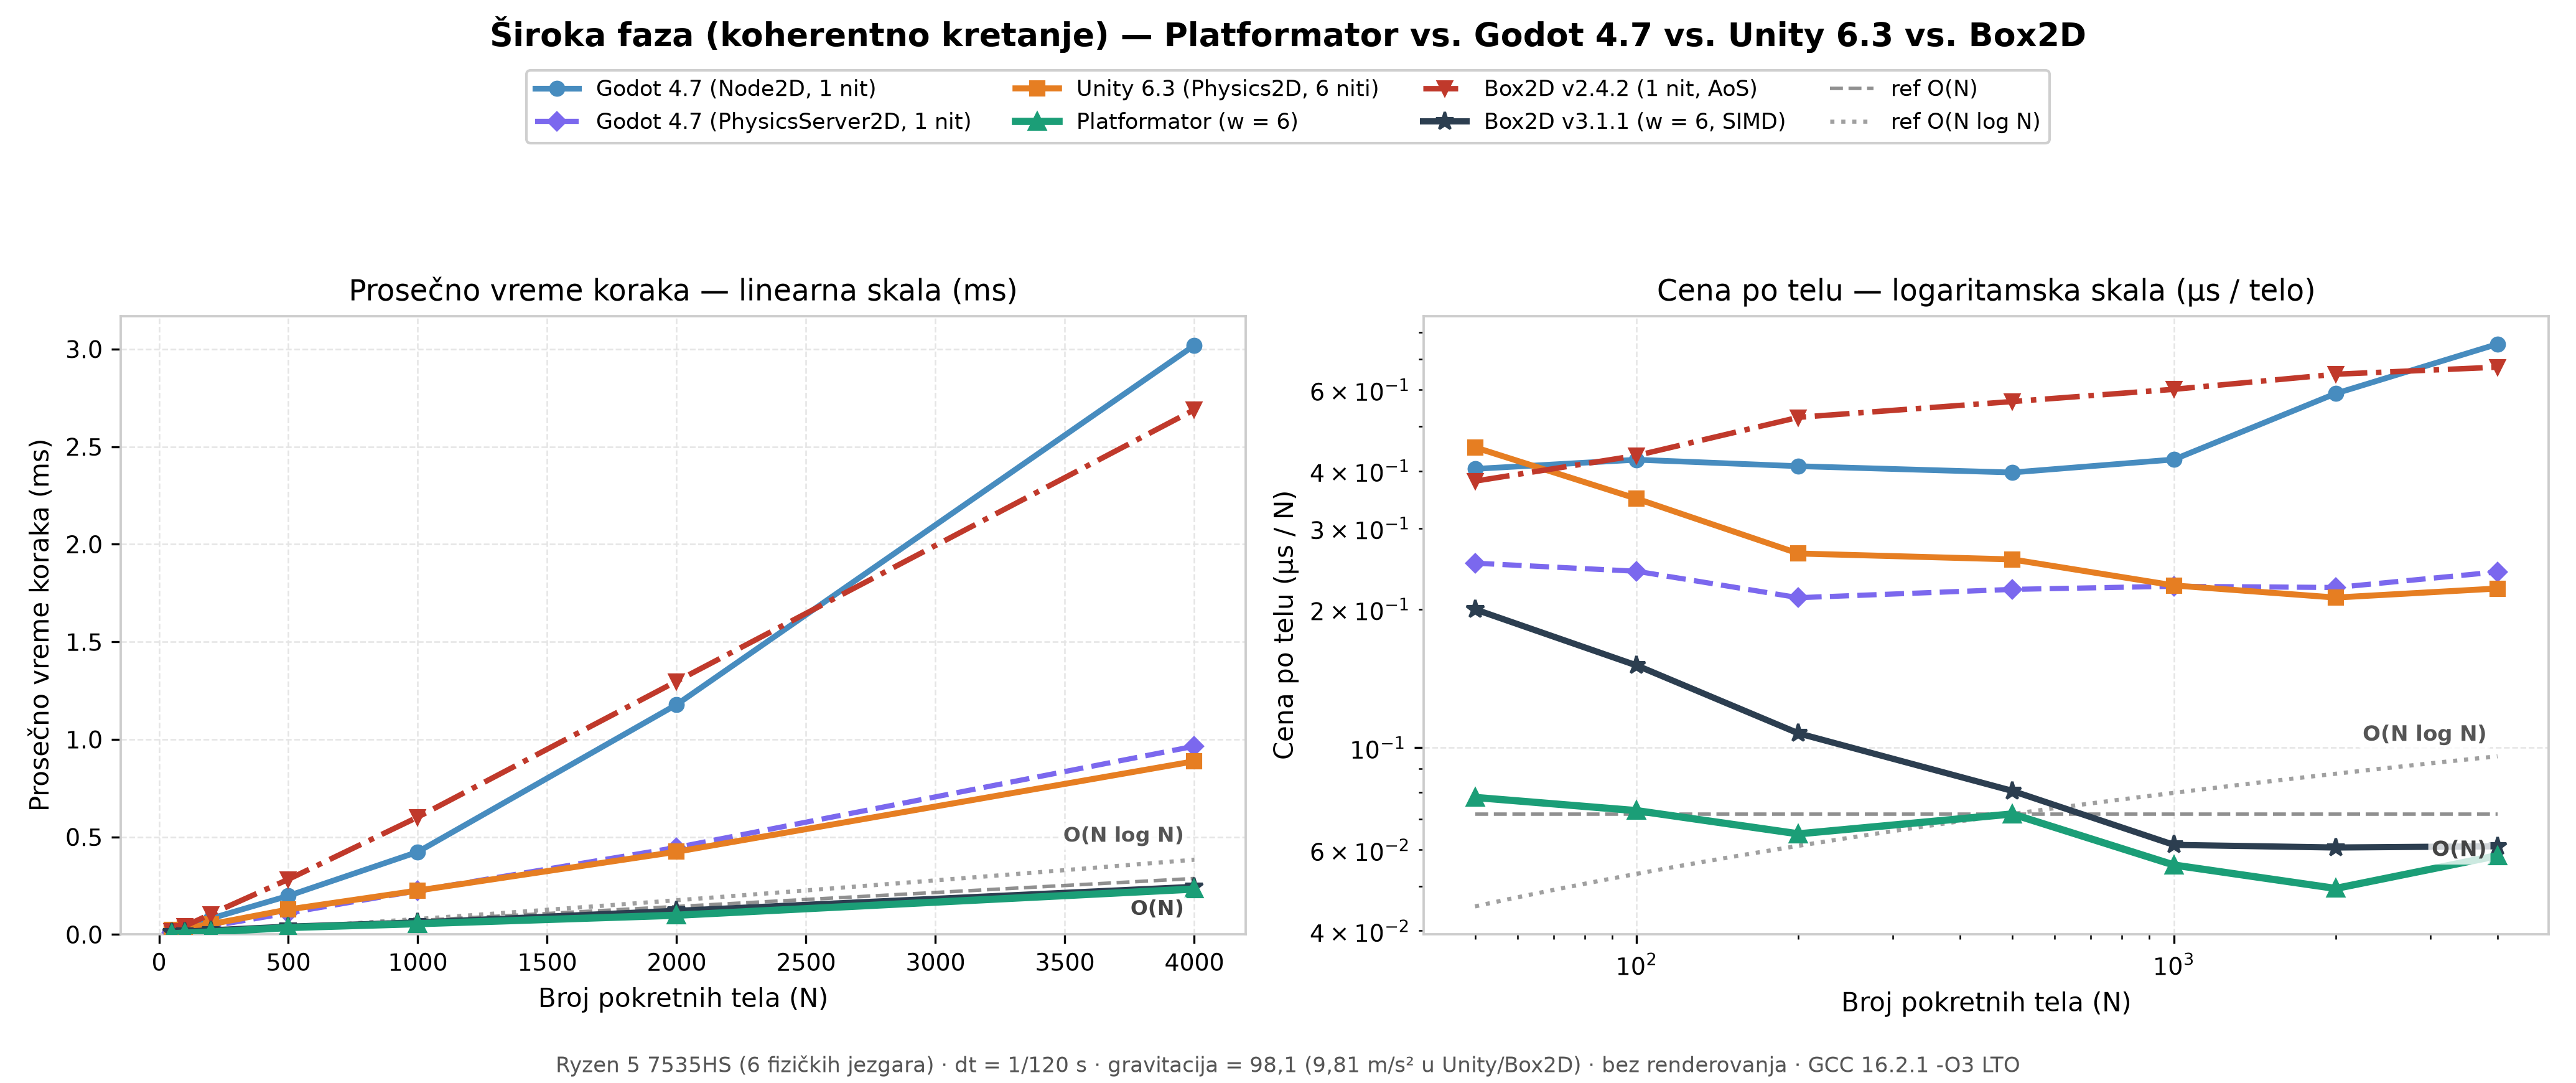 Široka faza (koherentno kretanje) — Platformator vs. Godot 4.7 vs. Unity 6.3 vs. Box2D
Godot 4.7 (Node2D, 1 nit)
Godot 4.7 (PhysicsServer2D, 1 nit)
Unity 6.3 (Physics2D, 6 niti)
Platformator (w = 6)
Box2D v2.4.2 (1 nit, AoS)
Box2D v3.1.1 (w = 6, SIMD)
ref O(N)
ref O(N log N)
Prosečno vreme koraka — linearna skala (ms)
Prosečno vreme koraka (ms)
3.0
2.5
2.0
1.5
1.0
0.5
0.0
O(N log N)
O(N)
0 500 1000 1500 2000 2500 3000 3500 4000
Broj pokretnih tela (N)
Cena po telu — logaritamska skala (µs / telo)
Cena po telu (µs / N)
6 × 10⁻¹
4 × 10⁻¹
3 × 10⁻¹
2 × 10⁻¹
10⁻¹
6 × 10⁻²
4 × 10⁻²
O(N log N)
O(N)
10² 10³
Broj pokretnih tela (N)
Ryzen 5 7535HS (6 fizičkih jezgara) · dt = 1/120 s · gravitacija = 98,1 (9,81 m/s² u Unity/Box2D) · bez renderovanja · GCC 16.2.1 -O3 LTO